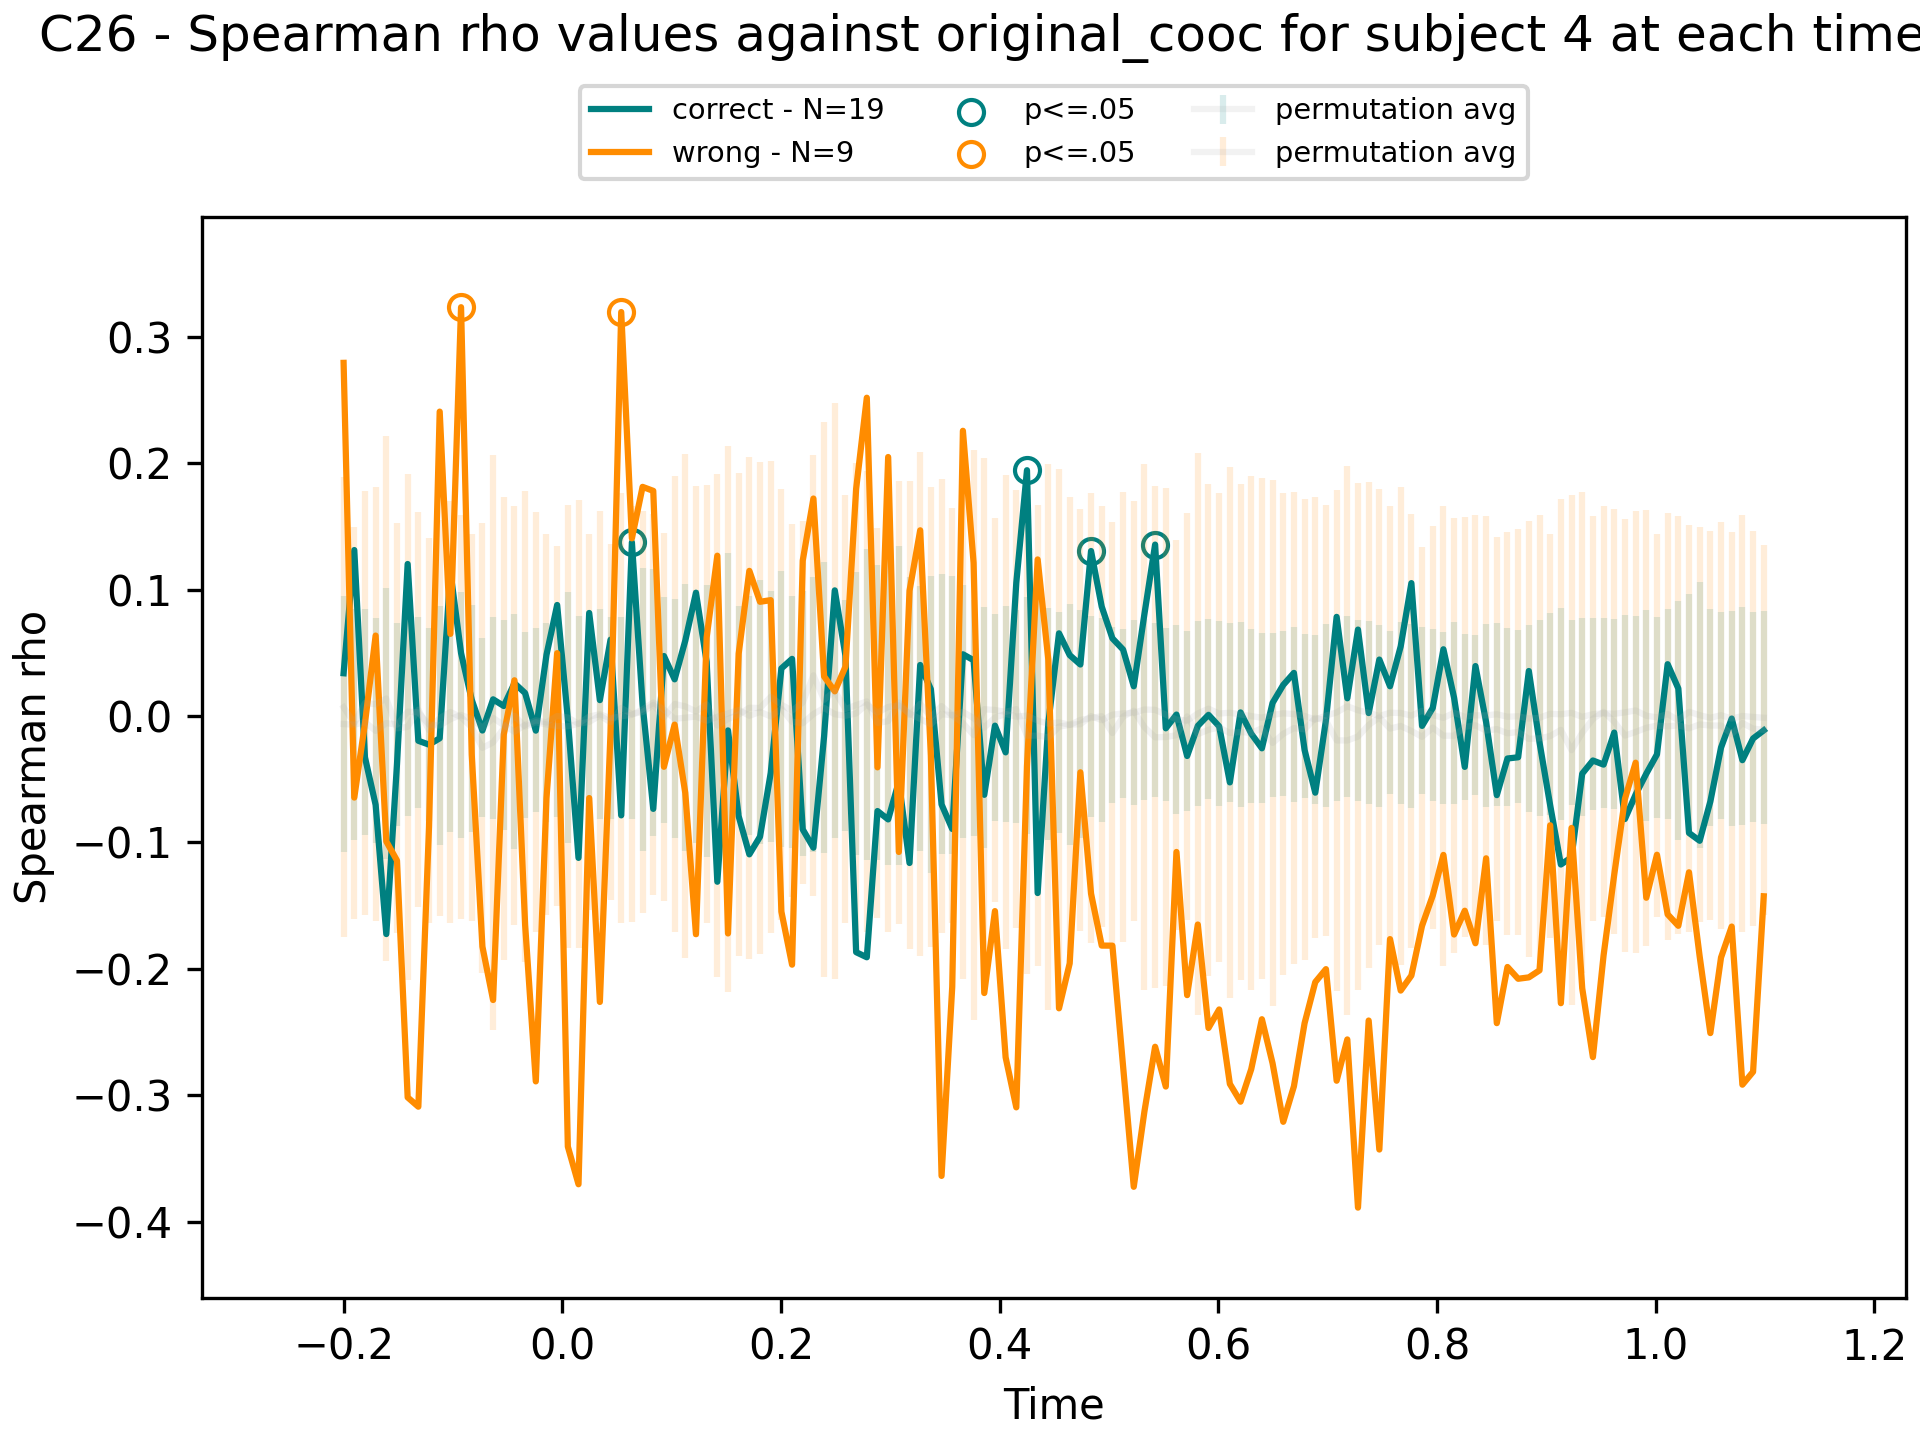 C26 - Spearman rho values against original_cooc for subject 4 at each time
correct - N=19
wrong - N=9
p<=.05
p<=.05
permutation avg
permutation avg
Spearman rho
0.3
0.2
0.1
0.0
−0.1
−0.2
−0.3
−0.4
−0.2 0.0 0.2 0.4 0.6 0.8 1.0 1.2
Time